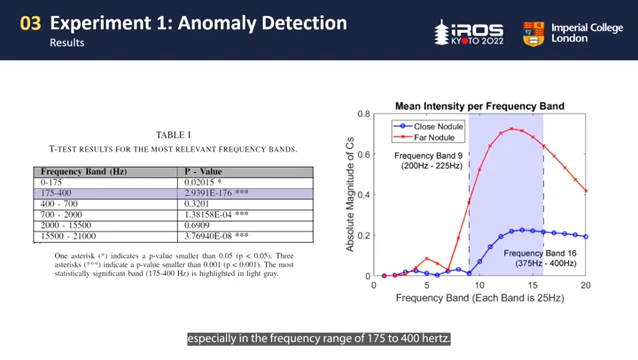 03 Experiment 1: Anomaly Detection
Results
IROS
KYOTO 2022
Imperial College
London
TABLE I
T-TEST RESULTS FOR THE MOST RELEVANT FREQUENCY BANDS.
Frequency Band (Hz) P - Value
0-175 0.02015 *
175-400 2.9391E-176 ***
400 - 700 0.3201
700 - 2000 1.38158E-04 ***
2000 - 15500 0.6909
15500 - 21000 3.76940E-08 ***
One asterisk (*) indicates a p-value smaller than 0.05 (p < 0.05). Three
asterisks (***) indicate a p-value smaller than 0.001 (p < 0.001). The most
statistically significant band (175-400 Hz) is highlighted in light gray.
Mean Intensity per Frequency Band
Close Nodule
Far Nodule
Frequency Band 9
(200Hz - 225Hz)
Frequency Band 16
(375Hz - 400Hz)
Absolute Magnitude of Cs
0.8
0.6
0.4
0.2
0
0 5 10 15 20
Frequency Band (Each Band is 25Hz)
especially in the frequency range of 175 to 400 hertz.